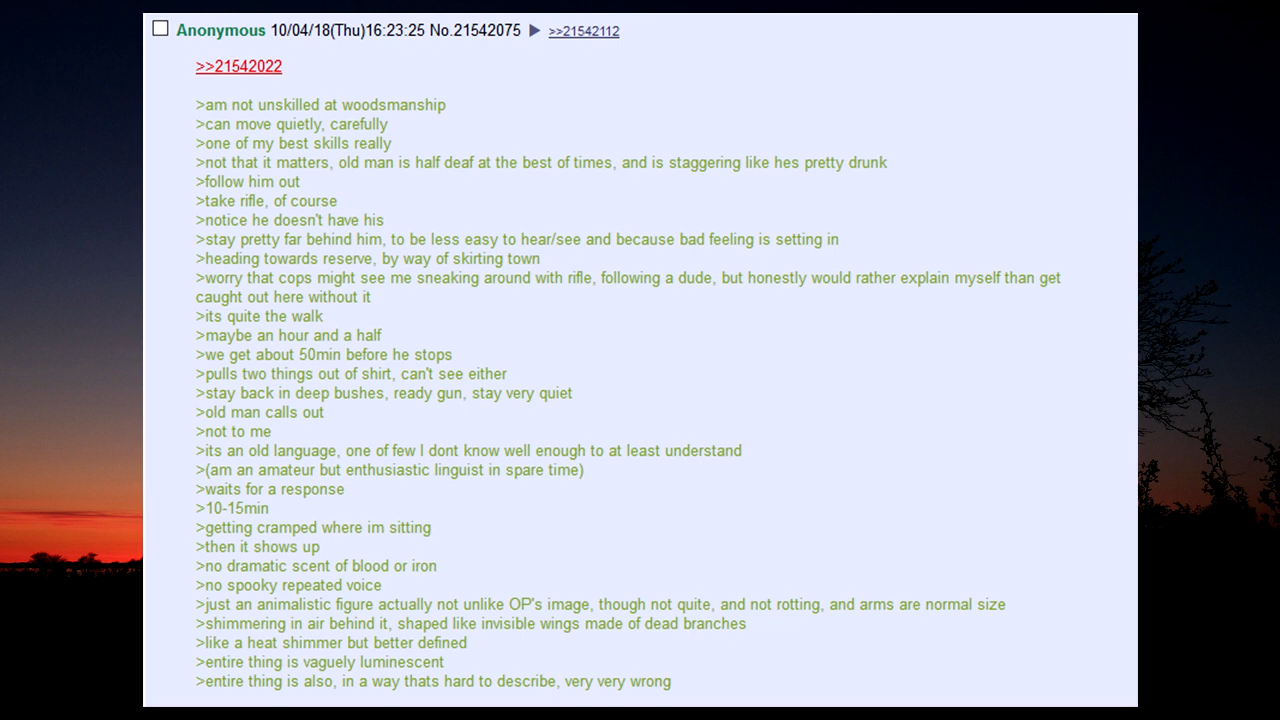 Anonymous 10/04/18(Thu)16:23:25 No.21542075 ▶ >>21542112
>>21542022
>am not unskilled at woodsmanship
>can move quietly, carefully
>one of my best skills really
>not that it matters, old man is half deaf at the best of times, and is staggering like hes pretty drunk
>follow him out
>take rifle, of course
>notice he doesn't have his
>stay pretty far behind him, to be less easy to hear/see and because bad feeling is setting in
>heading towards reserve, by way of skirting town
>worry that cops might see me sneaking around with rifle, following a dude, but honestly would rather explain myself than get
caught out here without it
>its quite the walk
>maybe an hour and a half
>we get about 50min before he stops
>pulls two things out of shirt, can't see either
>stay back in deep bushes, ready gun, stay very quiet
>old man calls out
>not to me
>its an old language, one of few I dont know well enough to at least understand
>(am an amateur but enthusiastic linguist in spare time)
>waits for a response
>10-15min
>getting cramped where im sitting
>then it shows up
>no dramatic scent of blood or iron
>no spooky repeated voice
>just an animalistic figure actually not unlike OP's image, though not quite, and not rotting, and arms are normal size
>shimmering in air behind it, shaped like invisible wings made of dead branches
>like a heat shimmer but better defined
>entire thing is vaguely luminescent
>entire thing is also, in a way thats hard to describe, very very wrong